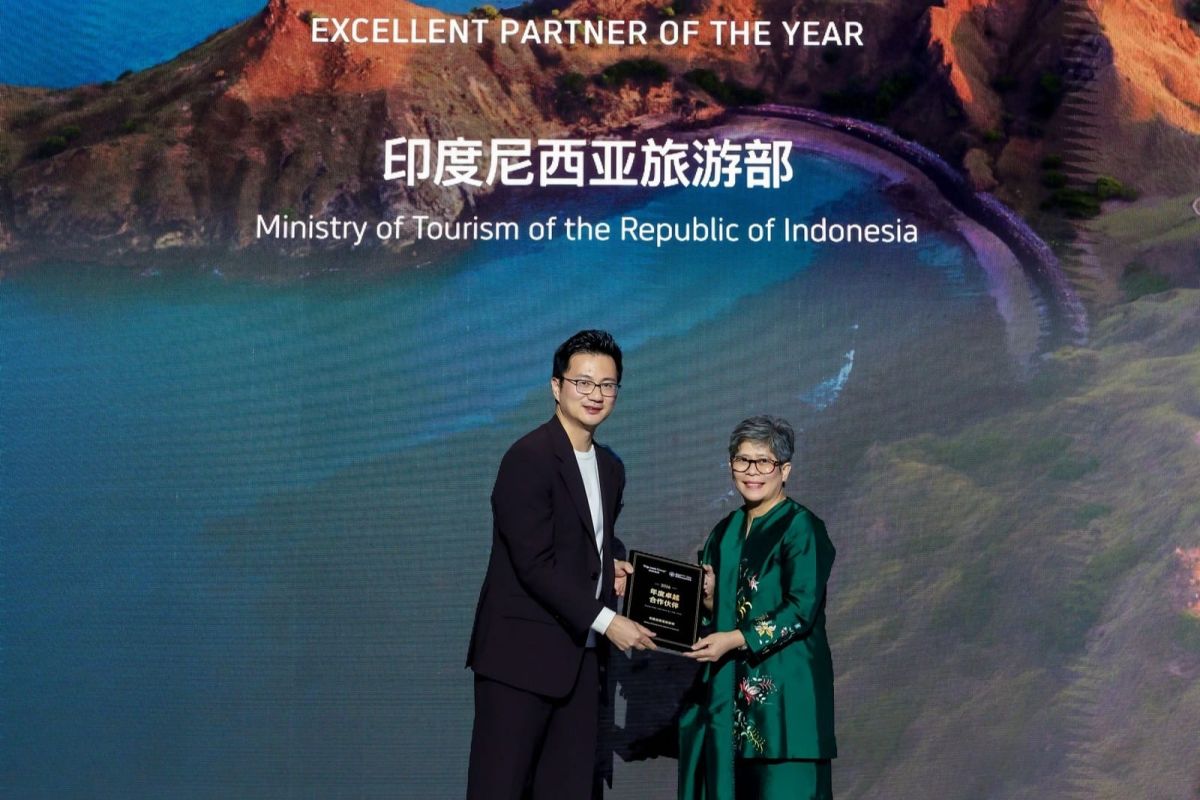 EXCELLENT PARTNER OF THE YEAR
印度尼西亚旅游部
Ministry of Tourism of the Republic of Indonesia
年度卓越
合作伙伴